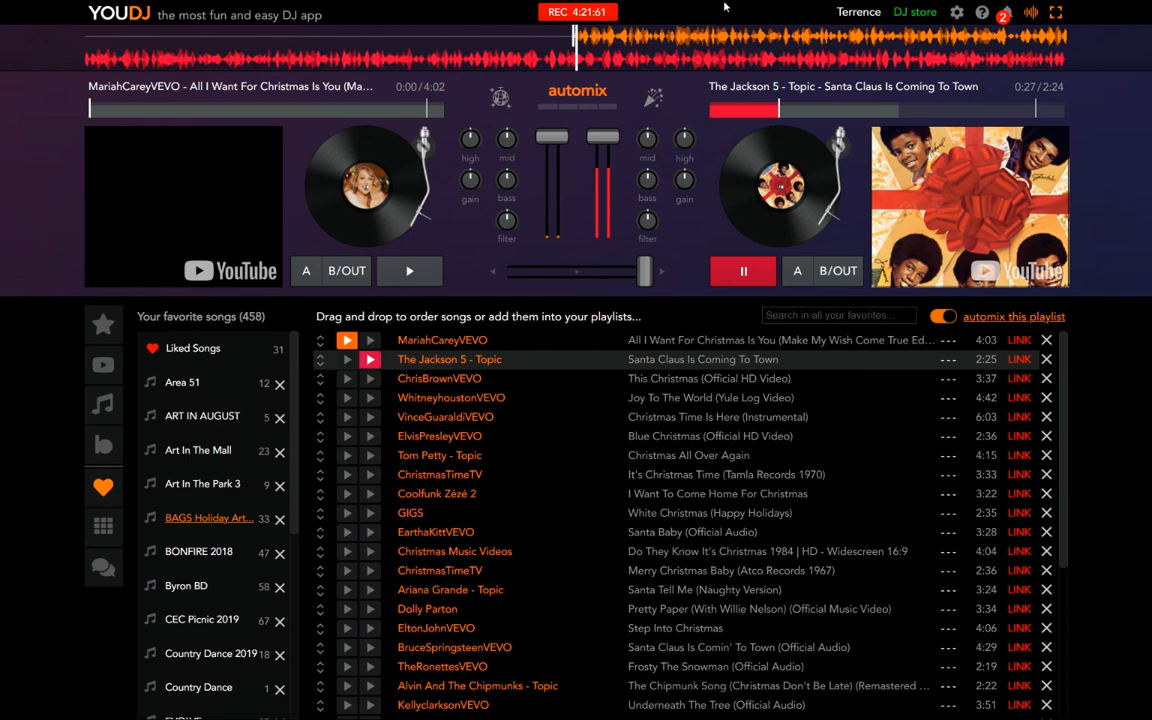 YOUDJ the most fun and easy DJ app
REC 4:21:61
Terrence DJ store 2
MariahCareyVEVO - All I Want For Christmas Is You (Ma... 0:00/4:02
automix
The Jackson 5 - Topic - Santa Claus Is Coming To Town 0:27/2:24
high mid mid high
gain bass bass gain
filter filter
YouTube A B/OUT A B/OUT YouTube
Your favorite songs (458)
Drag and drop to order songs or add them into your playlists... Search in all your favorites... automix this playlist
Liked Songs 31
Area 51 12
ART IN AUGUST 5
Art In The Mall 23
Art In The Park 3 9
BAGS Holiday Art... 33
BONFIRE 2018 47
Byron BD 58
CEC Picnic 2019 67
Country Dance 2019 18
Country Dance 1
MariahCareyVEVO All I Want For Christmas Is You (Make My Wish Come True Ed... --- 4:03 LINK
The Jackson 5 - Topic Santa Claus Is Coming To Town --- 2:25 LINK
ChrisBrownVEVO This Christmas (Official HD Video) --- 3:37 LINK
WhitneyhoustonVEVO Joy To The World (Yule Log Video) --- 4:42 LINK
VinceGuaraldiVEVO Christmas Time Is Here (Instrumental) --- 6:03 LINK
ElvisPresleyVEVO Blue Christmas (Official HD Video) --- 2:36 LINK
Tom Petty - Topic Christmas All Over Again --- 4:15 LINK
ChristmasTimeTV It's Christmas Time (Tamla Records 1970) --- 3:33 LINK
Coolfunk Zézé 2 I Want To Come Home For Christmas --- 3:22 LINK
GIGS White Christmas (Happy Holidays) --- 2:35 LINK
EarthaKittVEVO Santa Baby (Official Audio) --- 3:28 LINK
Christmas Music Videos Do They Know It's Christmas 1984 | HD - Widescreen 16:9 --- 4:04 LINK
ChristmasTimeTV Merry Christmas Baby (Atco Records 1967) --- 2:36 LINK
Ariana Grande - Topic Santa Tell Me (Naughty Version) --- 3:24 LINK
Dolly Parton Pretty Paper (With Willie Nelson) (Official Music Video) --- 3:34 LINK
EltonJohnVEVO Step Into Christmas --- 4:06 LINK
BruceSpringsteenVEVO Santa Claus Is Comin' To Town (Official Audio) --- 4:29 LINK
TheRonettesVEVO Frosty The Snowman (Official Audio) --- 2:19 LINK
Alvin And The Chipmunks - Topic The Chipmunk Song (Christmas Don't Be Late) (Remastered ... --- 2:22 LINK
KellyclarksonVEVO Underneath The Tree (Official Audio) --- 3:51 LINK